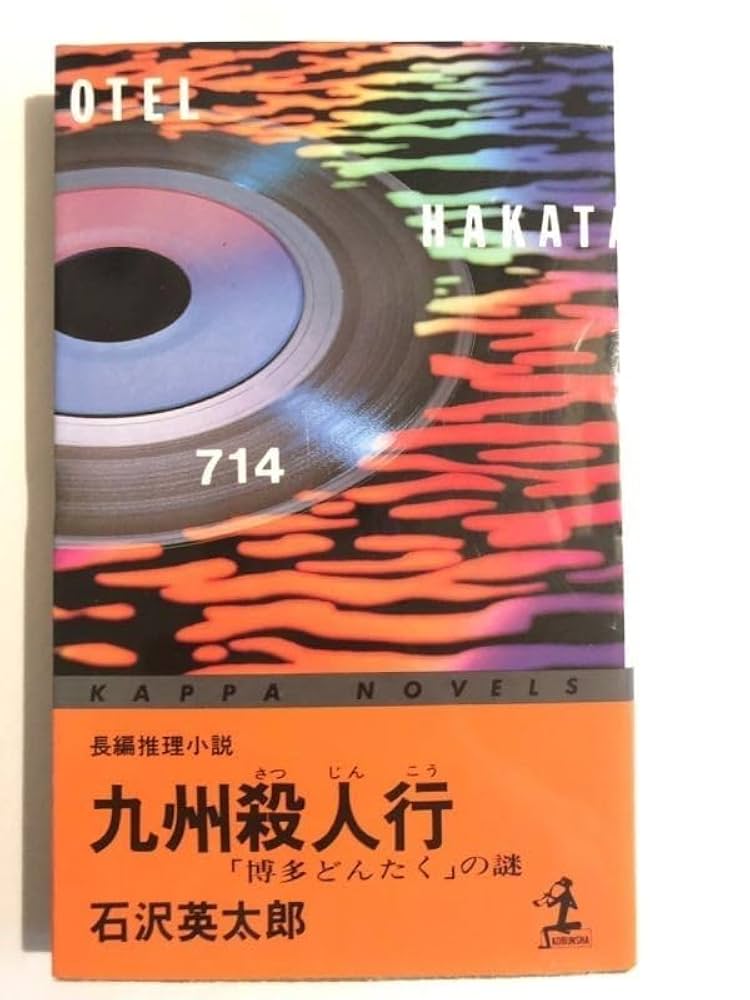 OTEL
HAKATA
714
KAPPA NOVELS
長編推理小説
さつ じん こう
九州殺人行
「博多どんたく」の謎
石沢英太郎
KOBUNSHA